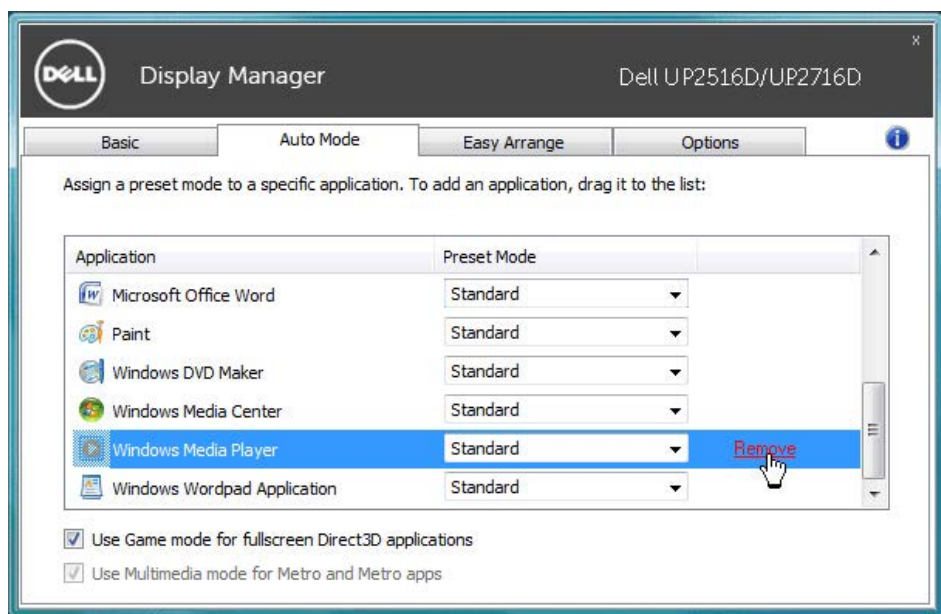 x
DELL Display Manager Dell UP2516D/UP2716D
Basic Auto Mode Easy Arrange Options
Assign a preset mode to a specific application. To add an application, drag it to the list:
Application Preset Mode
Microsoft Office Word Standard
Paint Standard
Windows DVD Maker Standard
Windows Media Center Standard
Windows Media Player Standard Remove
Windows Wordpad Application Standard
Use Game mode for fullscreen Direct3D applications
Use Multimedia mode for Metro and Metro apps